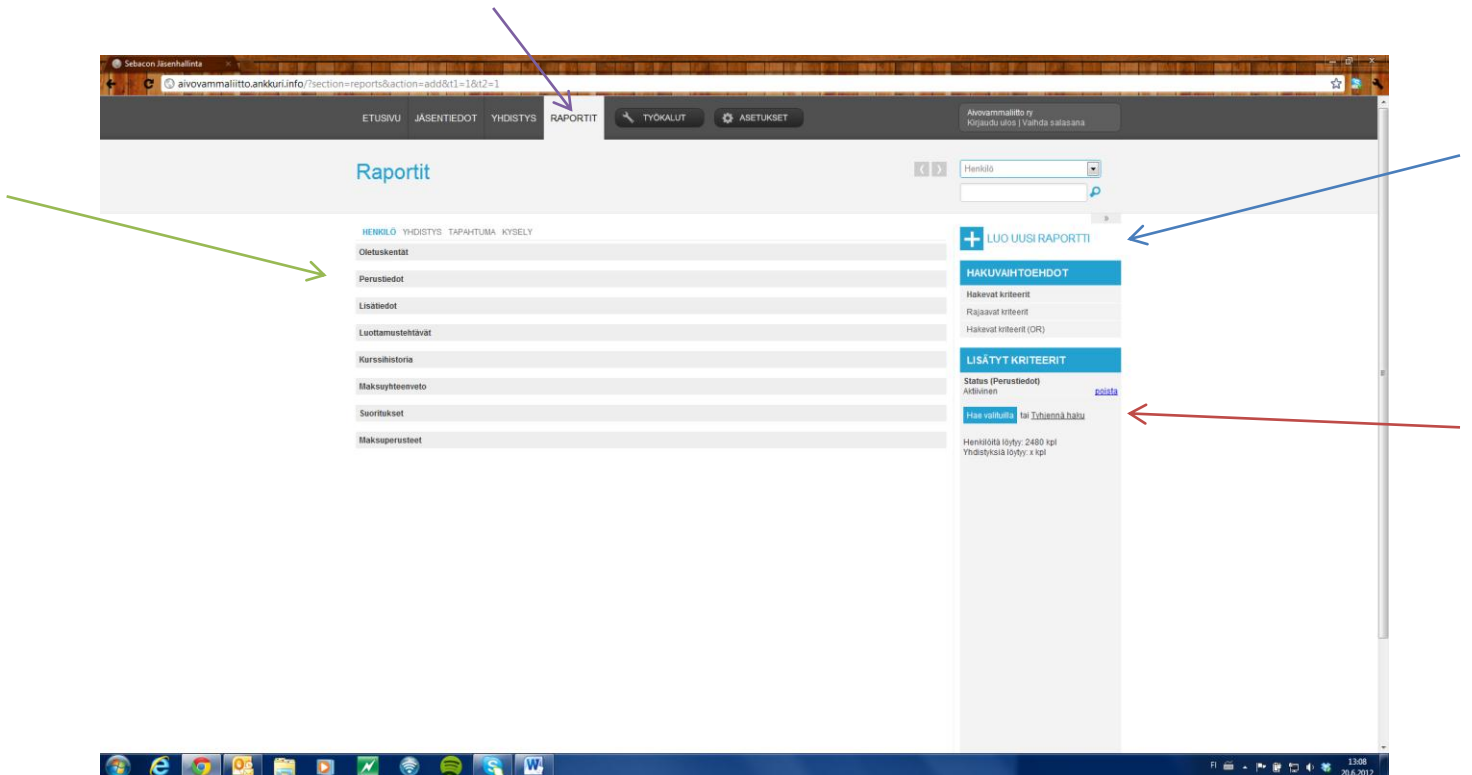 Sebacon Jäsenhallinta
aivovammaliitto.ankkuri.info/?section=reports&action=add&t1=1&t2=1
ETUSIVU JÄSENTIEDOT YHDISTYS RAPORTIT TYÖKALUT ASETUKSET
Aivovammaliitto ry
Kirjaudu ulos | Vaihda salasana
Raportit
Henkilö
HENKILÖ YHDISTYS TAPAHTUMA KYSELY
Oletuskentät
Perustiedot
Lisätiedot
Luottamustehtävät
Kurssihistoria
Maksuyhteenveto
Suoritukset
Maksuperusteet
LUO UUSI RAPORTTI
HAKUVAIHTOEHDOT
Hakevat kriteerit
Rajaavat kriteerit
Hakevat kriteerit (OR)
LISÄTYT KRITEERIT
Status (Perustiedot)
Aktiivinen poista
Hae valituilla tai Tyhjennä haku
Henkilöitä löytyy: 2480 kpl
Yhdistyksiä löytyy: x kpl
FI 13:08
20.6.2012